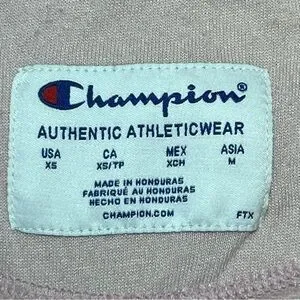 Champion®
AUTHENTIC ATHLETICWEAR
USA CA MEX ASIA
XS XS/TP XCH M
MADE IN HONDURAS
FABRIQUÉ AU HONDURAS
HECHO EN HONDURAS
CHAMPION.COM FTX